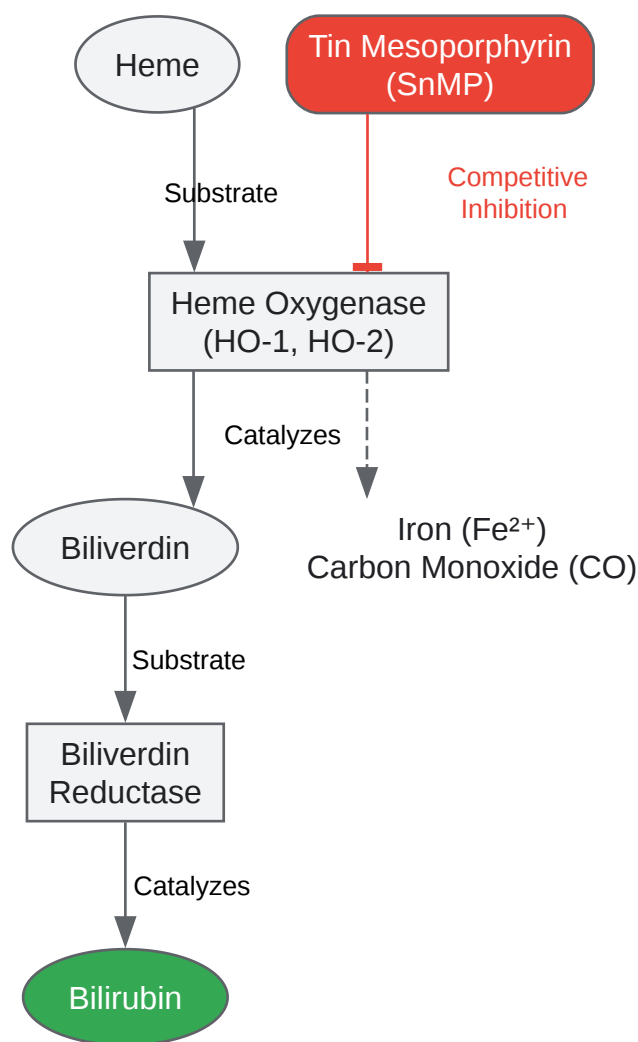 Heme
Tin Mesoporphyrin
(SnMP)
Substrate
Competitive
Inhibition
Heme Oxygenase
(HO-1, HO-2)
Catalyzes
Iron (Fe²⁺)
Carbon Monoxide (CO)
Biliverdin
Substrate
Biliverdin
Reductase
Catalyzes
Bilirubin